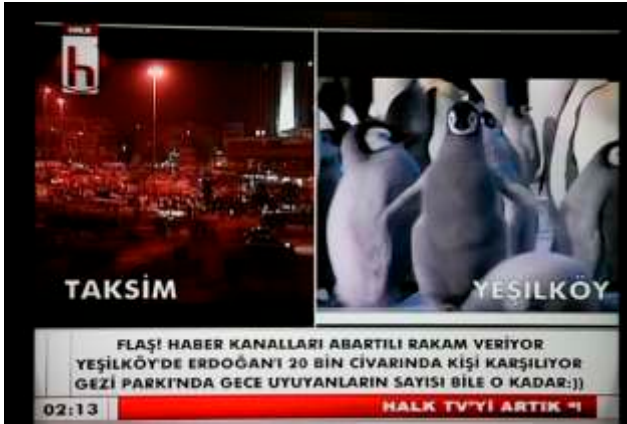 HALK
h
TAKSİM
YEŞİLKÖY
FLAŞ! HABER KANALLARI ABARTILI RAKAM VERİYOR
YEŞİLKÖY'DE ERDOĞAN'I 20 BİN CİVARINDA KİŞİ KARŞILIYOR
GEZİ PARKI'NDA GECE UYUYANLARIN SAYISI BİLE O KADAR:))
02:13
HALK TV'Yİ ARTIK